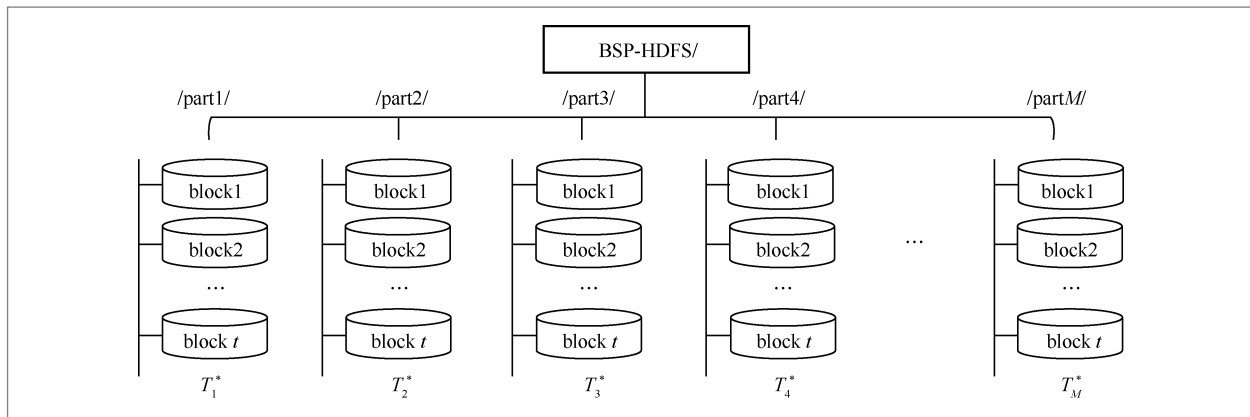 BSP-HDFS/
/part1/ /part2/ /part3/ /part4/ /partM/
block1 block1 block1 block1 block1
block2 block2 block2 block2 ... block2
... ... ... ... ...
block t block t block t block t block t
T₁* T₂* T₃* T₄* T_M*